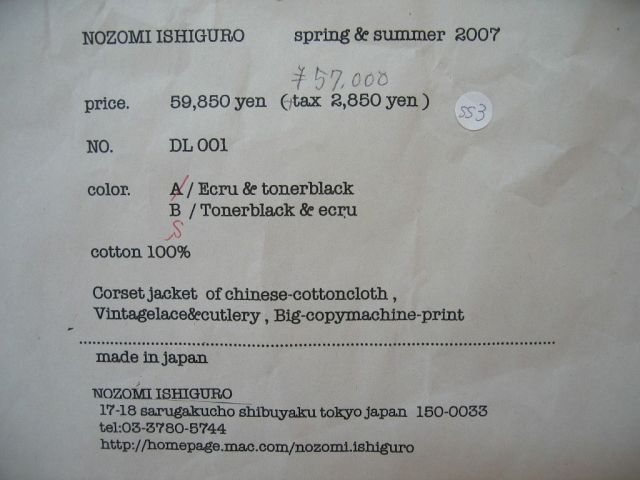 NOZOMI ISHIGURO spring & summer 2007
¥57,000
price. 59,850 yen (+tax 2,850 yen)
SS3
NO. DL 001
color. A / Ecru & tonerblack
B / Tonerblack & ecru
S
cotton 100%
Corset jacket of chinese-cottoncloth ,
Vintagelace&cutlery , Big-copymachine-print
made in japan
NOZOMI ISHIGURO
17-18 sarugakucho shibuyaku tokyo japan 150-0033
tel:03-3780-5744
http://homepage.mac.com/nozomi.ishiguro